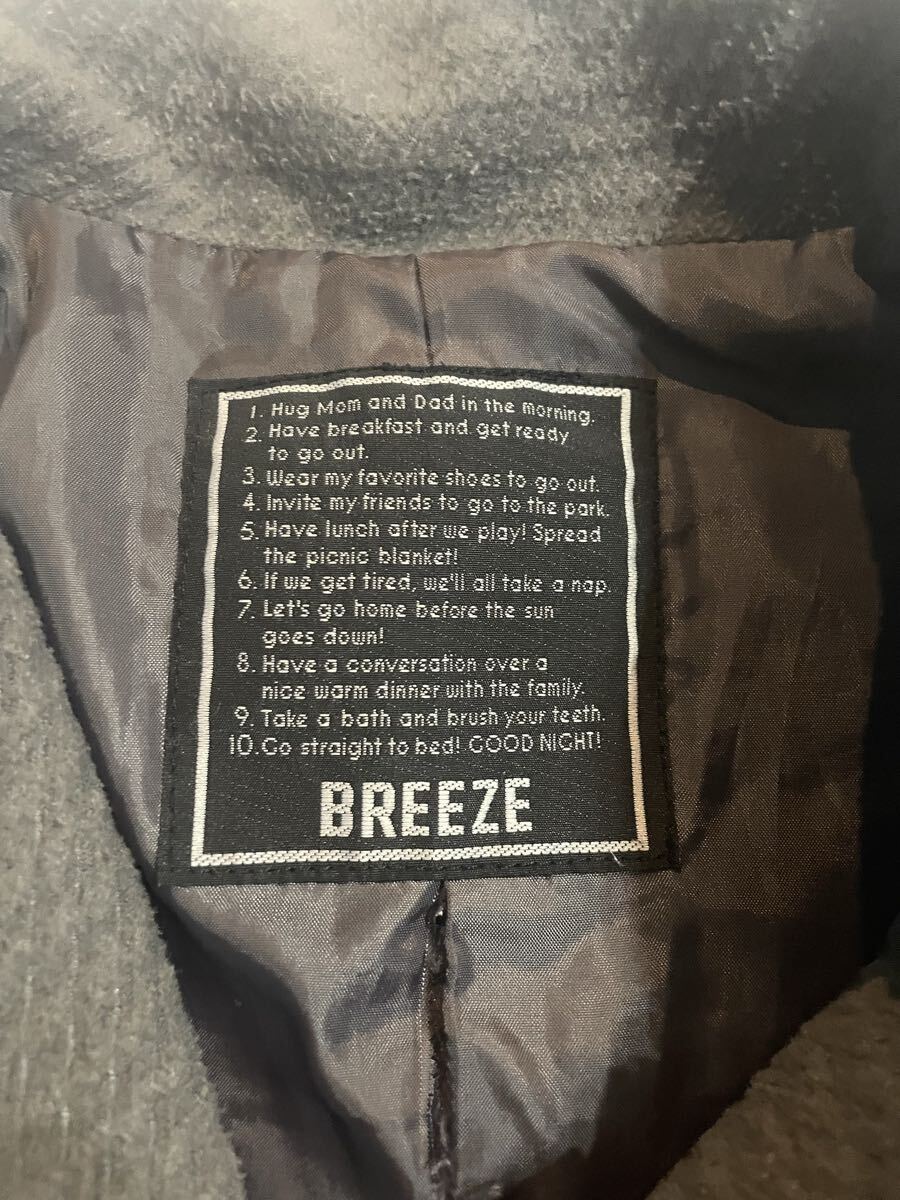 1. Hug Mom and Dad in the morning.
2. Have breakfast and get ready
to go out.
3. Wear my favorite shoes to go out.
4. Invite my friends to go to the park.
5. Have lunch after we play! Spread
the picnic blanket!
6. If we get tired, we'll all take a nap.
7. Let's go home before the sun
goes down!
8. Have a conversation over a
nice warm dinner with the family.
9. Take a bath and brush your teeth.
10. Go straight to bed! GOOD NIGHT!
BREEZE